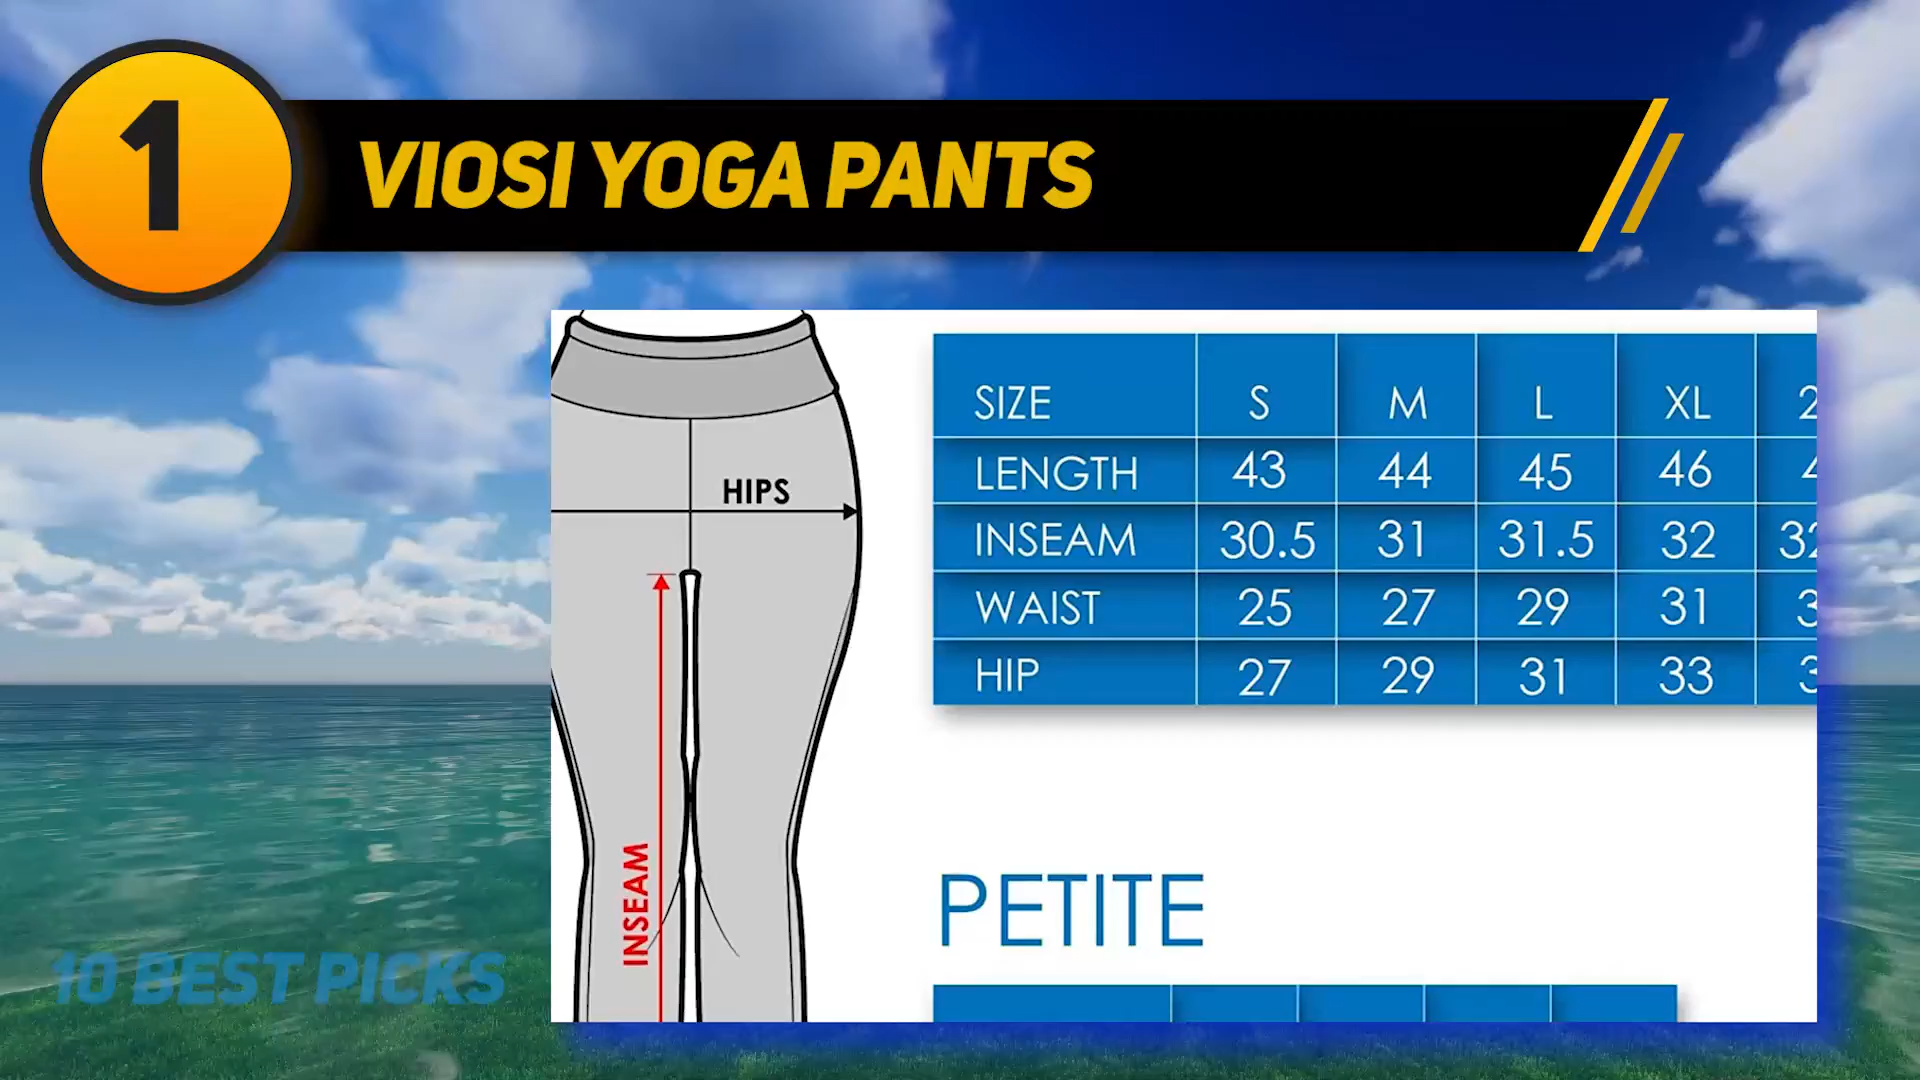 1
VIOSI YOGA PANTS
HIPS
INSEAM
SIZE S M L XL
LENGTH 43 44 45 46
INSEAM 30.5 31 31.5 32
WAIST 25 27 29 31
HIP 27 29 31 33
PETITE
10 BEST PICKS